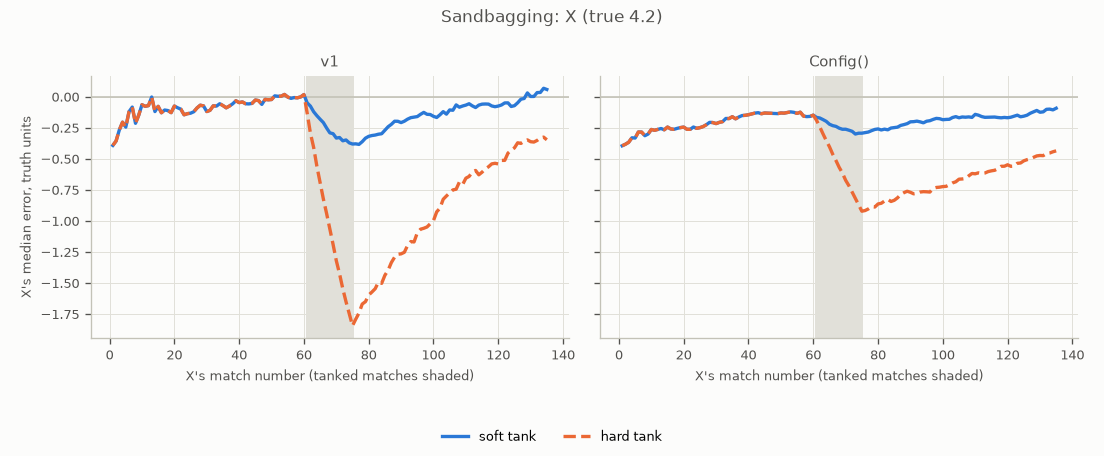 Sandbagging: X (true 4.2)
v1
Config()
X's median error, truth units
0.00
−0.25
−0.50
−0.75
−1.00
−1.25
−1.50
−1.75
0 20 40 60 80 100 120 140
0 20 40 60 80 100 120 140
X's match number (tanked matches shaded)
X's match number (tanked matches shaded)
soft tank hard tank